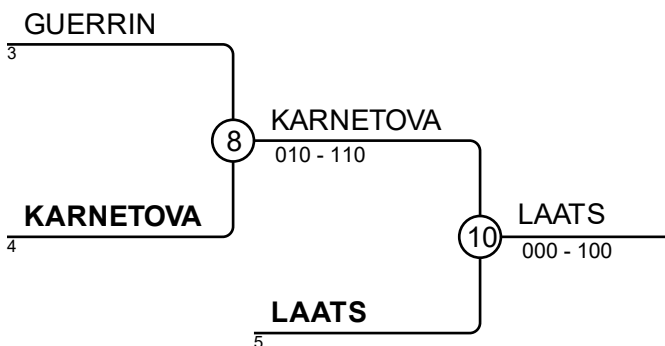 GUERRIN
3
8
KARNETOVA
010 - 110
KARNETOVA
4
10
LAATS
000 - 100
LAATS
5